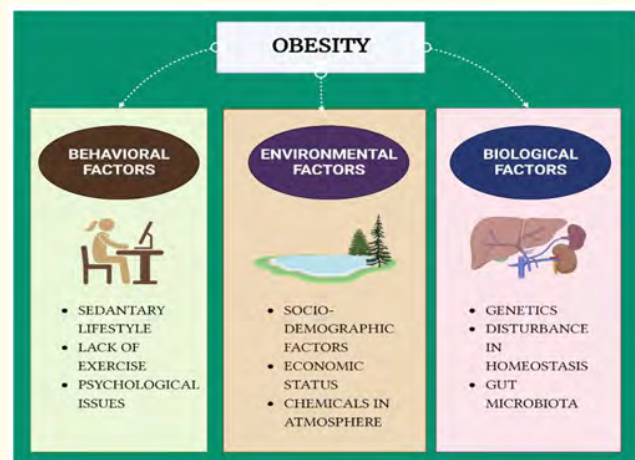 OBESITY
BEHAVIORAL
FACTORS
SEDANTARY
LIFESTYLE
LACK OF
EXERCISE
PSYCHOLOGICAL
ISSUES
ENVIRONMENTAL
FACTORS
SOCIO-
DEMOGRAPHIC
FACTORS
ECONOMIC
STATUS
CHEMICALS IN
ATMOSPHERE
BIOLOGICAL
FACTORS
GENETICS
DISTURBANCE
IN
HOMEOSTASIS
GUT
MICROBIOTA